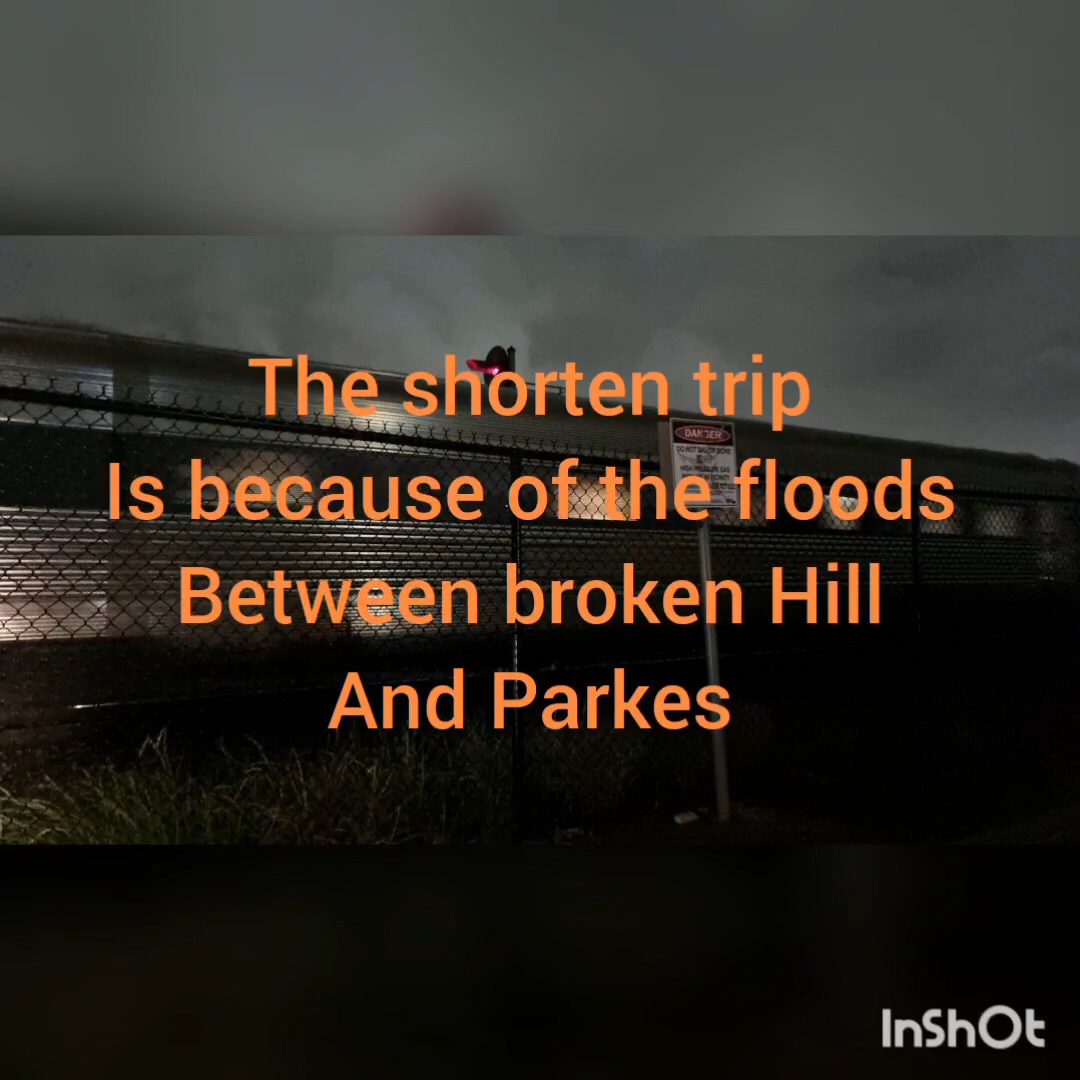 The shorten trip
Is because of the floods
Between broken Hill
And Parkes
DANGER
InShOt